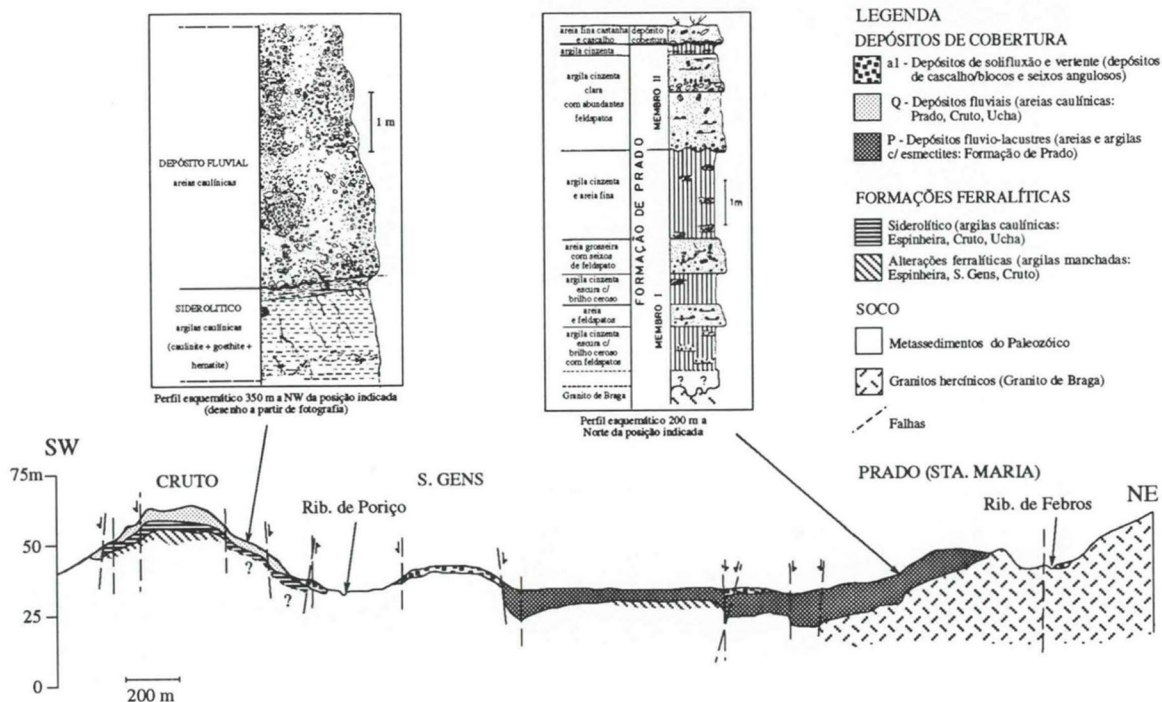 DEPÓSITO FLUVIAL
areias caulínicas
SIDEROLITICO
argilas caulínicas
(caulinite + goethite +
hematite)
1 m
Perfil esquemático 350 m a NW da posição indicada
(desenho a partir de fotografia)
areia fina castanha
e cascalho
depósito
cobertura
argila cinzenta
argila cinzenta
clara
com abundantes
feldspatos
argila cinzenta
e areia fina
areia grosseira
com seixos
de feldspato
argila cinzenta
escura c/
brilho ceroso
areia
e feldspatos
argila cinzenta
escura c/
brilho ceroso
com feldspatos
Granito de Braga
FORMAÇÃO DE PRADO
MEMBRO II
MEMBRO I
1m
? ?
Perfil esquemático 200 m a
Norte da posição indicada
LEGENDA
DEPÓSITOS DE COBERTURA
a1 - Depósitos de solifluxão e vertente (depósitos
de cascalho/blocos e seixos angulosos)
Q - Depósitos fluviais (areias caulínicas:
Prado, Cruto, Ucha)
P - Depósitos fluvio-lacustres (areias e argilas
c/ esmectites: Formação de Prado)
FORMAÇÕES FERRALÍTICAS
Siderolítico (argilas caulínicas:
Espinheira, Cruto, Ucha)
Alterações ferralíticas (argilas manchadas:
Espinheira, S. Gens, Cruto)
SOCO
Metassedimentos do Paleozóico
Granitos hercínicos (Granito de Braga)
Falhas
SW
75m
50
25
0
200 m
CRUTO
Rib. de Poriço
S. GENS
PRADO (STA. MARIA)
Rib. de Febros
NE
?
?